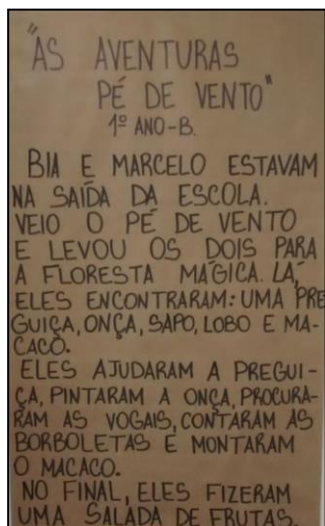 "AS AVENTURAS
PÉ DE VENTO"
1º ANO-B.
BIA E MARCELO ESTAVAM
NA SAÍDA DA ESCOLA.
VEIO O PÉ DE VENTO
E LEVOU OS DOIS PARA
A FLORESTA MÁGICA. LÁ,
ELES ENCONTRARAM: UMA PRE
GUIÇA, ONÇA, SAPO, LOBO E MA-
CACO.
ELES AJUDARAM A PREGUI-
ÇA, PINTARAM A ONÇA, PROCURA-
RAM AS VOGAIS, CONTARAM AS
BORBOLETAS E MONTARAM
O MACACO.
NO FINAL, ELES FIZERAM
UMA SALADA DE FRUTAS.